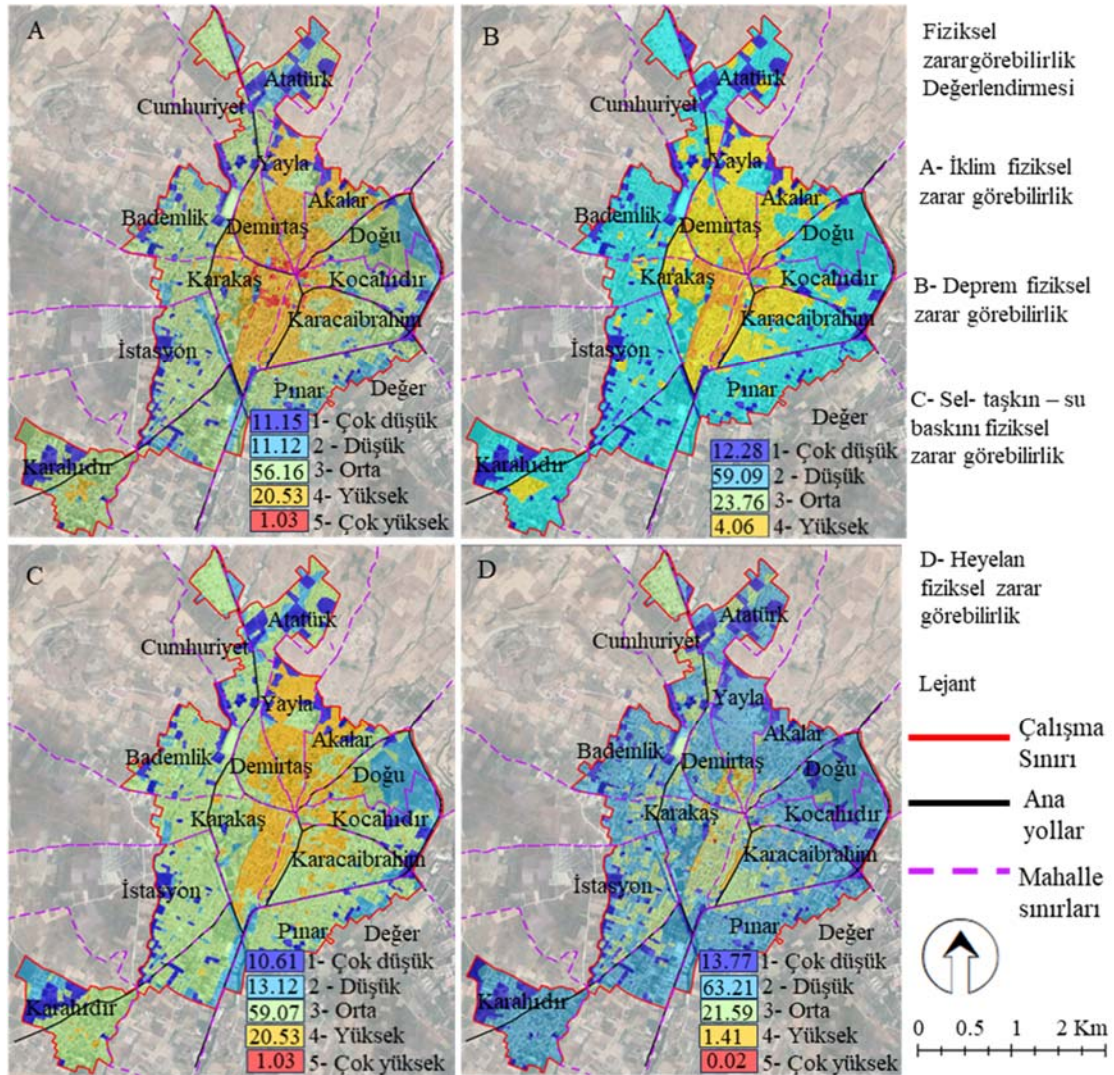 A
Atatürk
Cumhuriyet
Yayla
Akalar
Bademlik
Demirtaş
Doğu
Karakaş
Kocahıdır
Karacaibrahim
İstasyon
Pınar
Değer
Karahıdır
11.15 1- Çok düşük
11.12 2 - Düşük
56.16 3- Orta
20.53 4- Yüksek
1.03 5- Çok yüksek
B
Atatürk
Cumhuriyet
Yayla
Akalar
Bademlik
Demirtaş
Doğu
Karakaş
Kocahıdır
Karacaibrahim
İstasyon
Pınar
Değer
Karahıdır
12.28 1- Çok düşük
59.09 2 - Düşük
23.76 3- Orta
4.06 4- Yüksek
C
Atatürk
Cumhuriyet
Yayla
Akalar
Bademlik
Demirtaş
Doğu
Karakaş
Kocahıdır
Karacaibrahim
İstasyon
Pınar
Değer
Karahıdır
10.61 1- Çok düşük
13.12 2 - Düşük
59.07 3- Orta
20.53 4- Yüksek
1.03 5- Çok yüksek
D
Atatürk
Cumhuriyet
Yayla
Akalar
Bademlik
Demirtaş
Doğu
Karakaş
Kocahıdır
Karacaibrahim
İstasyon
Pınar
Değer
Karahıdır
13.77 1- Çok düşük
63.21 2- Düşük
21.59 3- Orta
1.41 4- Yüksek
0.02 5- Çok yüksek
Fiziksel
zarargörebilirlik
Değerlendirmesi
A- İklim fiziksel
zarar görebilirlik
B- Deprem fiziksel
zarar görebilirlik
C- Sel- taşkın – su
baskını fiziksel
zarar görebilirlik
D- Heyelan
fiziksel zarar
görebilirlik
Lejant
Çalışma
Sınırı
Ana
yollar
Mahalle
sınırları
0 0.5 1 2 Km